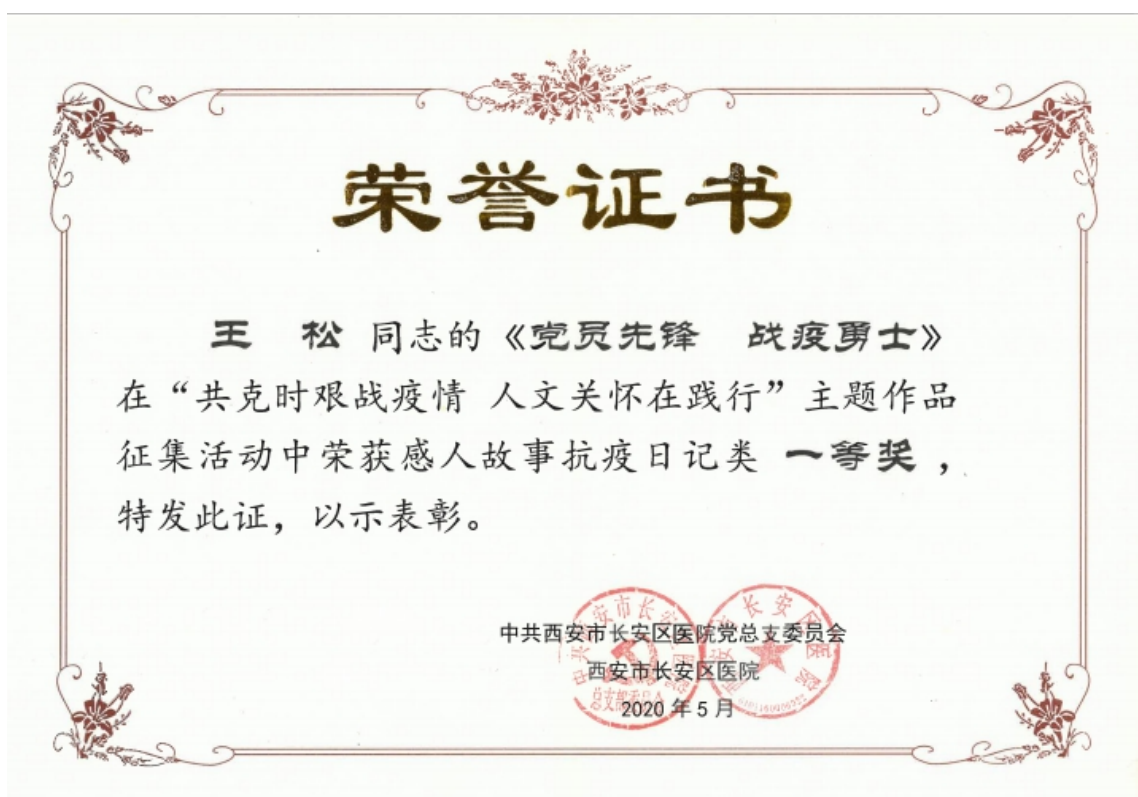 荣誉证书
王 松 同志的《党员先锋 战疫勇士》
在“共克时艰战疫情 人文关怀在践行”主题作品
征集活动中荣获感人故事抗疫日记类 一等奖,
特发此证,以示表彰。
中共西安市长安区医院党总支委员会
西安市长安区医院
2020年5月